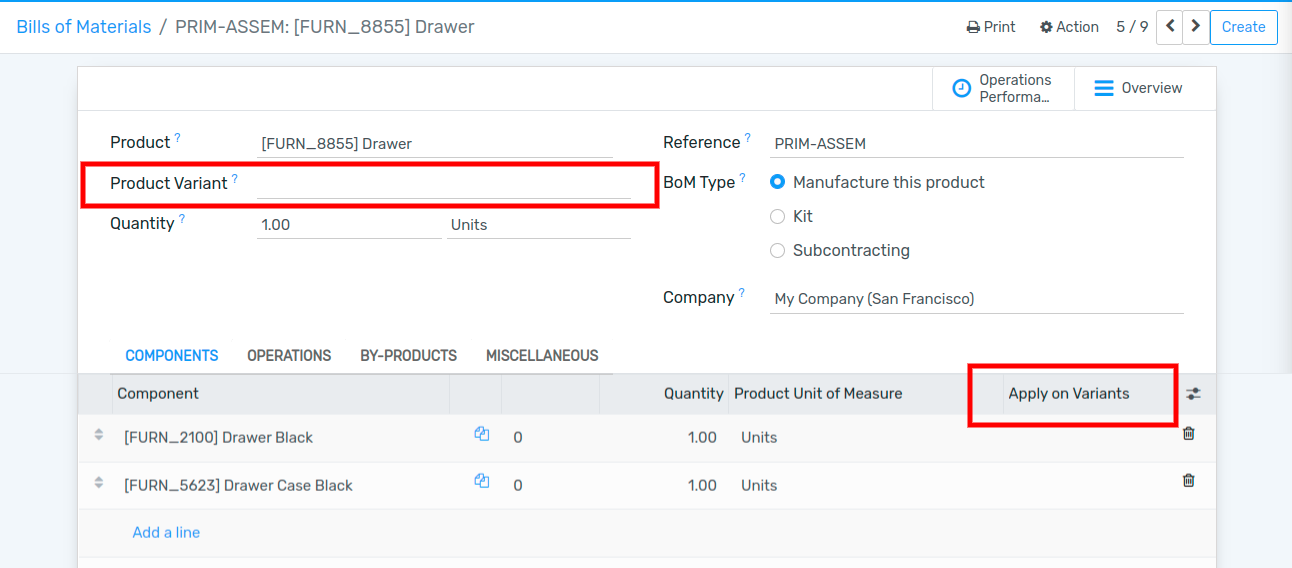 Bills of Materials / PRIM-ASSEM: [FURN_8855] Drawer
Print Action 5 / 9 Create
Operations Performa...
Overview
Product ? [FURN_8855] Drawer
Reference ? PRIM-ASSEM
Product Variant ?
BoM Type ? Manufacture this product
Kit
Subcontracting
Quantity ? 1.00 Units
Company ? My Company (San Francisco)
COMPONENTS OPERATIONS BY-PRODUCTS MISCELLANEOUS
Component Quantity Product Unit of Measure Apply on Variants
[FURN_2100] Drawer Black 0 1.00 Units
[FURN_5623] Drawer Case Black 0 1.00 Units
Add a line